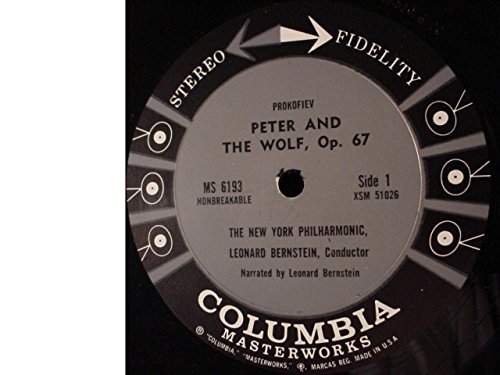 STEREO FIDELITY
PROKOFIEV
PETER AND
THE WOLF, Op. 67
MS 6193
NONBREAKABLE
Side 1
XSM 51026
THE NEW YORK PHILHARMONIC,
LEONARD BERNSTEIN, Conductor
Narrated by Leonard Bernstein
COLUMBIA
MASTERWORKS
® "COLUMBIA," "MASTERWORKS," MARCAS REG. MADE IN U.S.A.